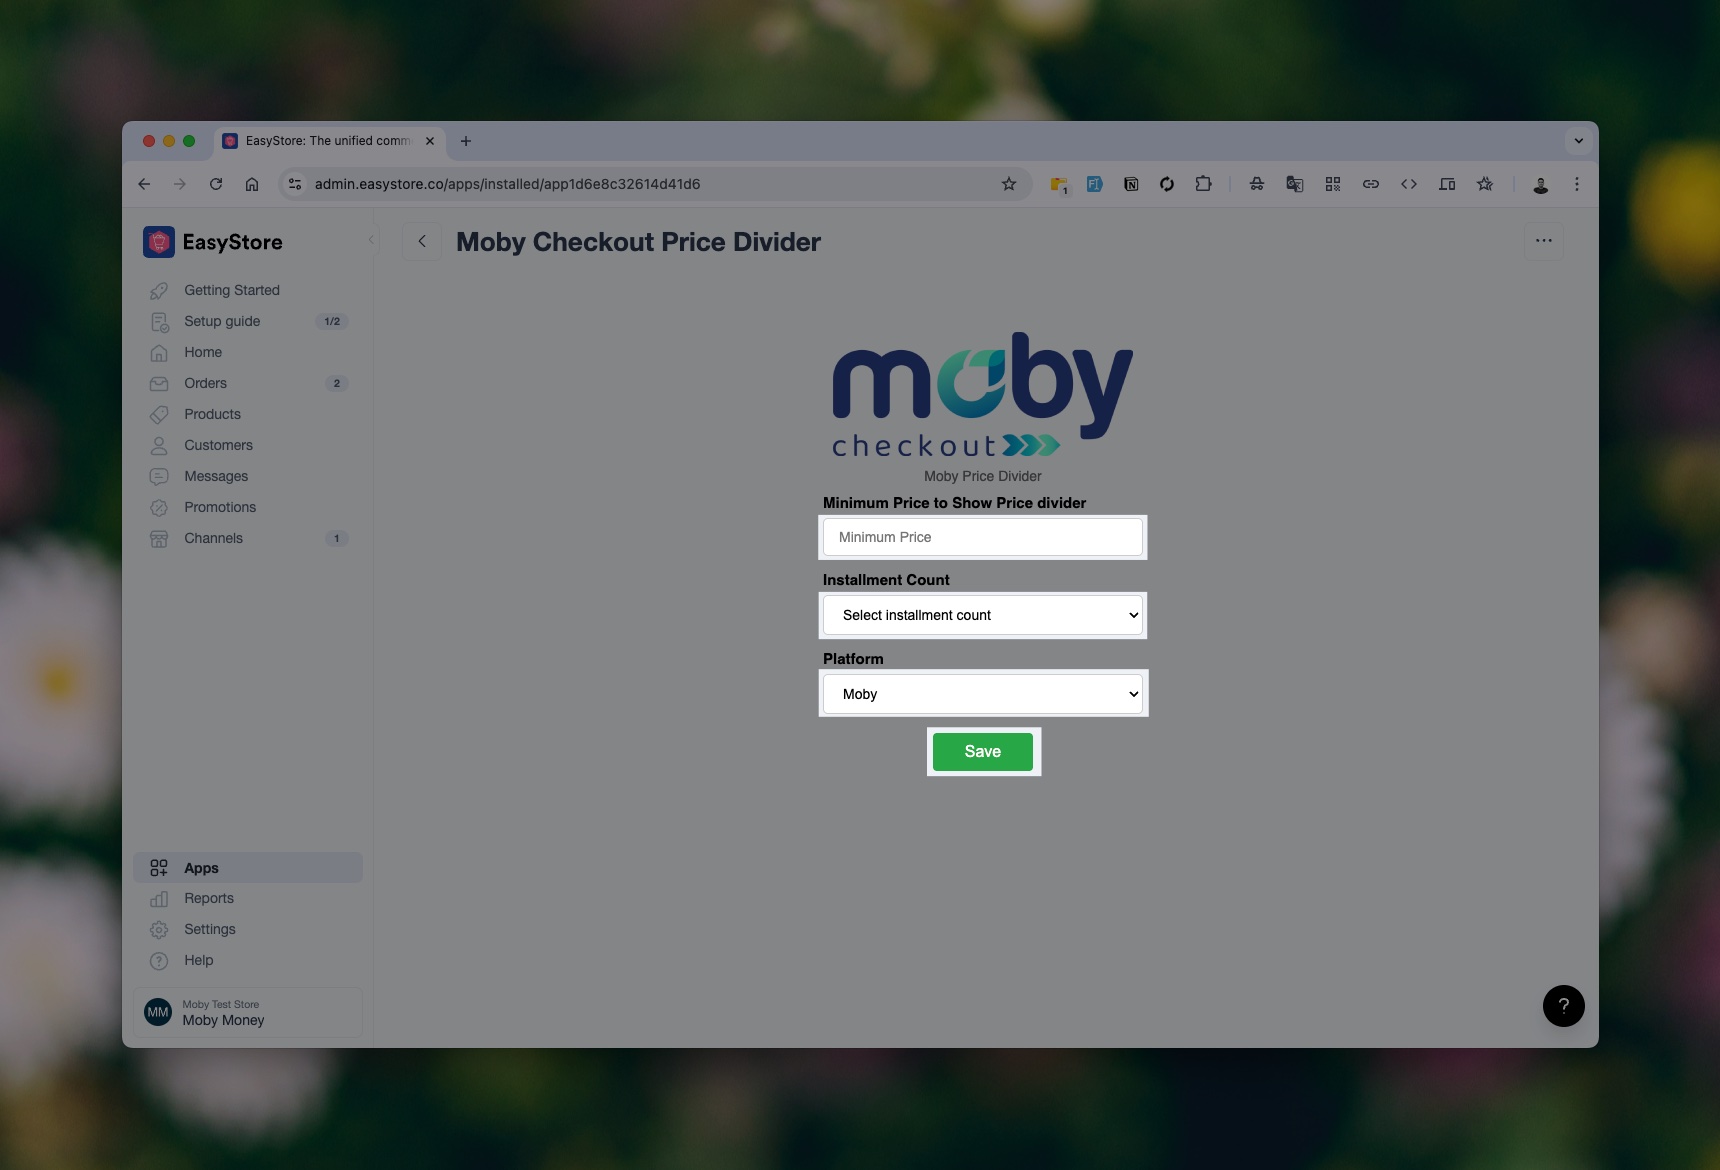 EasyStore: The unified comm
admin.easystore.co/apps/installed/app1d6e8c32614d41d6
1
EasyStore
Moby Checkout Price Divider
Getting Started
Setup guide 1/2
Home
Orders 2
Products
Customers
Messages
Promotions
Channels 1
moby
checkout
Moby Price Divider
Minimum Price to Show Price divider
Minimum Price
Installment Count
Select installment count
Platform
Moby
Save
Apps
Reports
Settings
Help
MM
Moby Test Store
Moby Money
?